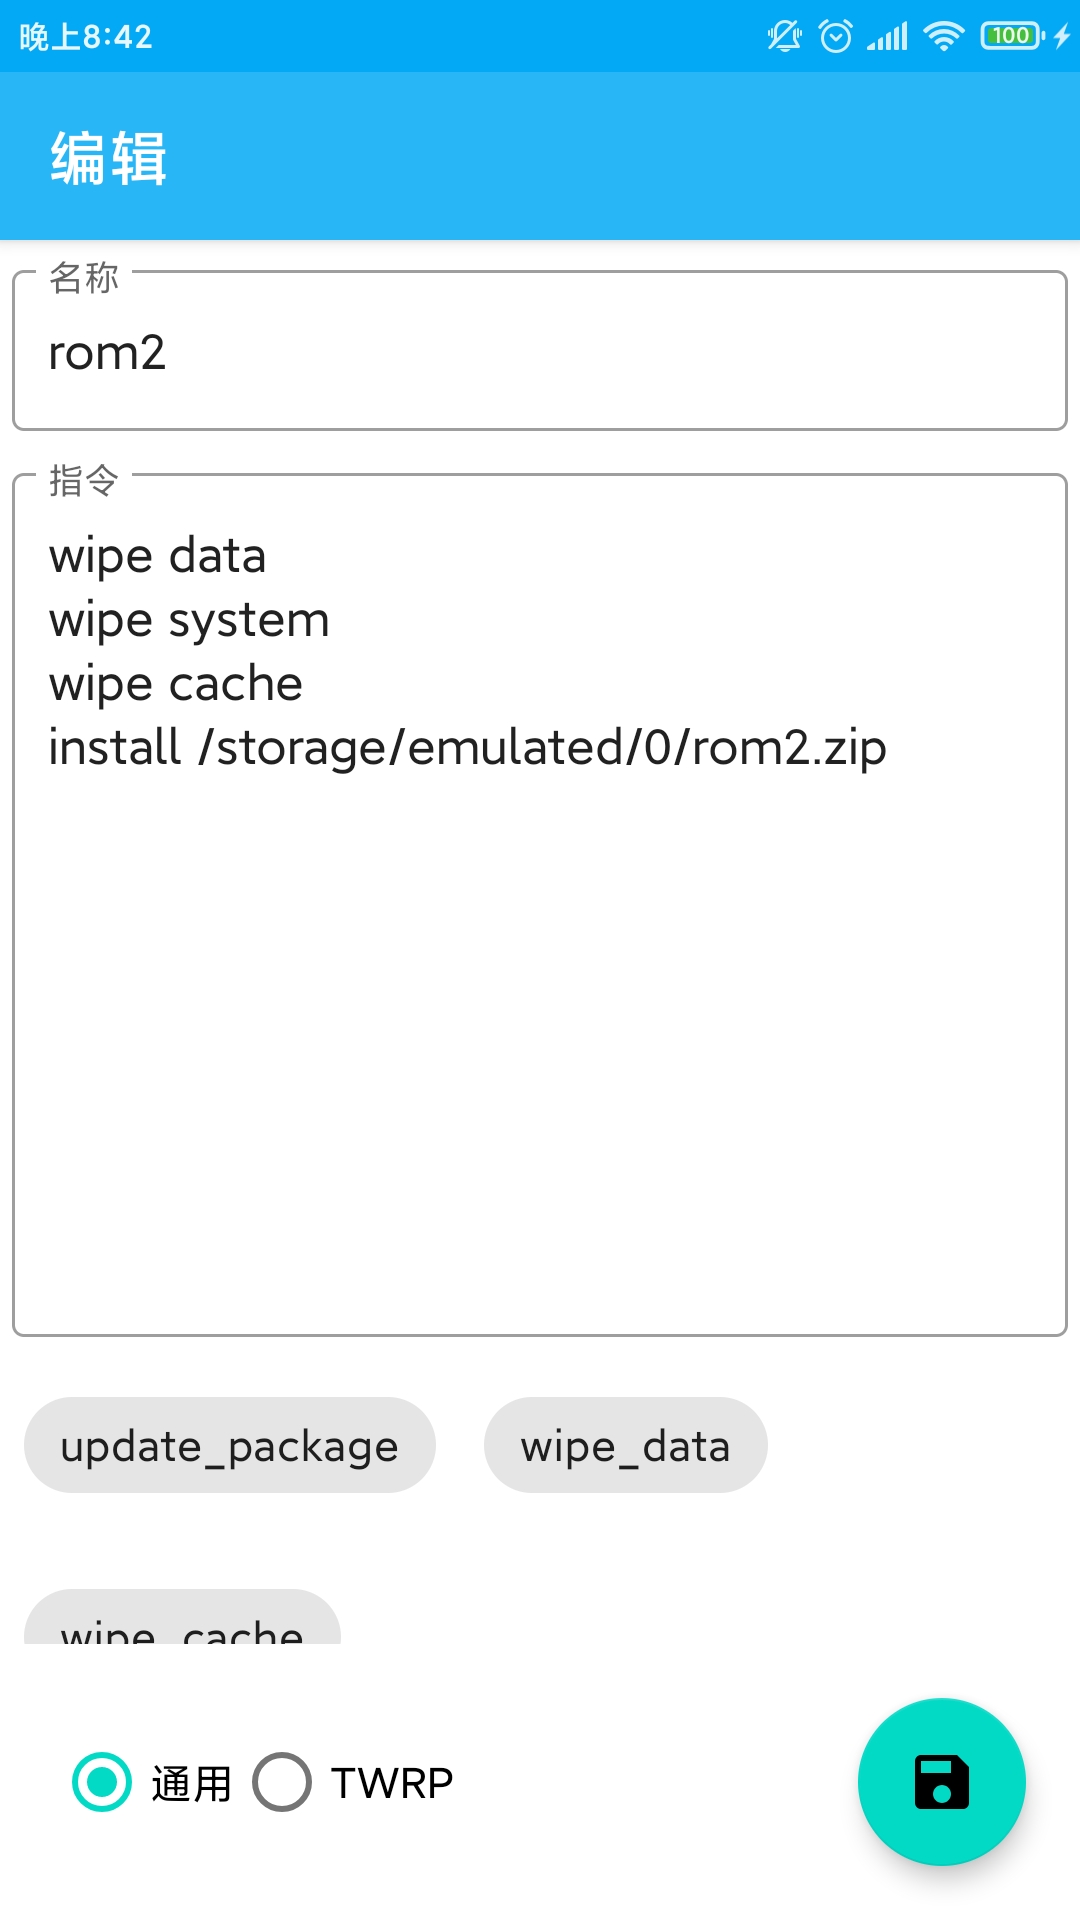 晚上8:42
100
编辑
名称
rom2
指令
wipe data
wipe system
wipe cache
install /storage/emulated/0/rom2.zip
update_package
wipe_data
wipe_cache
通用
TWRP